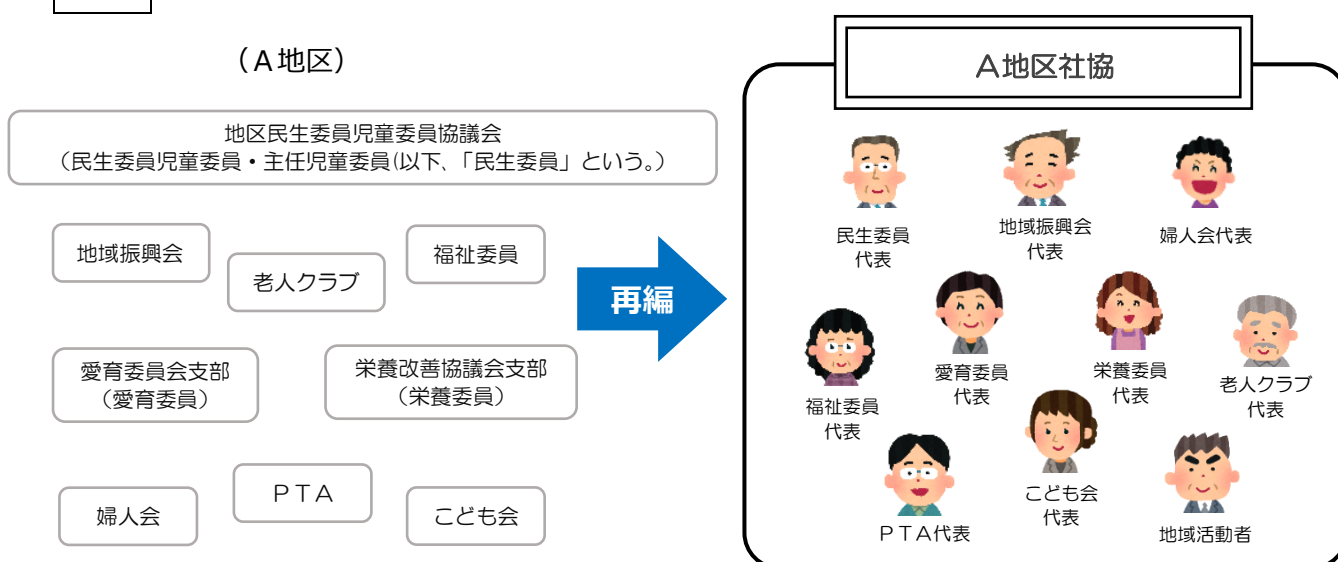 （A地区）
地区民生委員児童委員協議会
（民生委員児童委員・主任児童委員(以下、「民生委員」という。）
地域振興会
老人クラブ
福祉委員
愛育委員会支部
（愛育委員）
栄養改善協議会支部
（栄養委員）
婦人会
ＰＴＡ
こども会
再編
A地区社協
民生委員
代表
地域振興会
代表
婦人会代表
福祉委員
代表
愛育委員
代表
栄養委員
代表
老人クラブ
代表
ＰＴＡ代表
こども会
代表
地域活動者